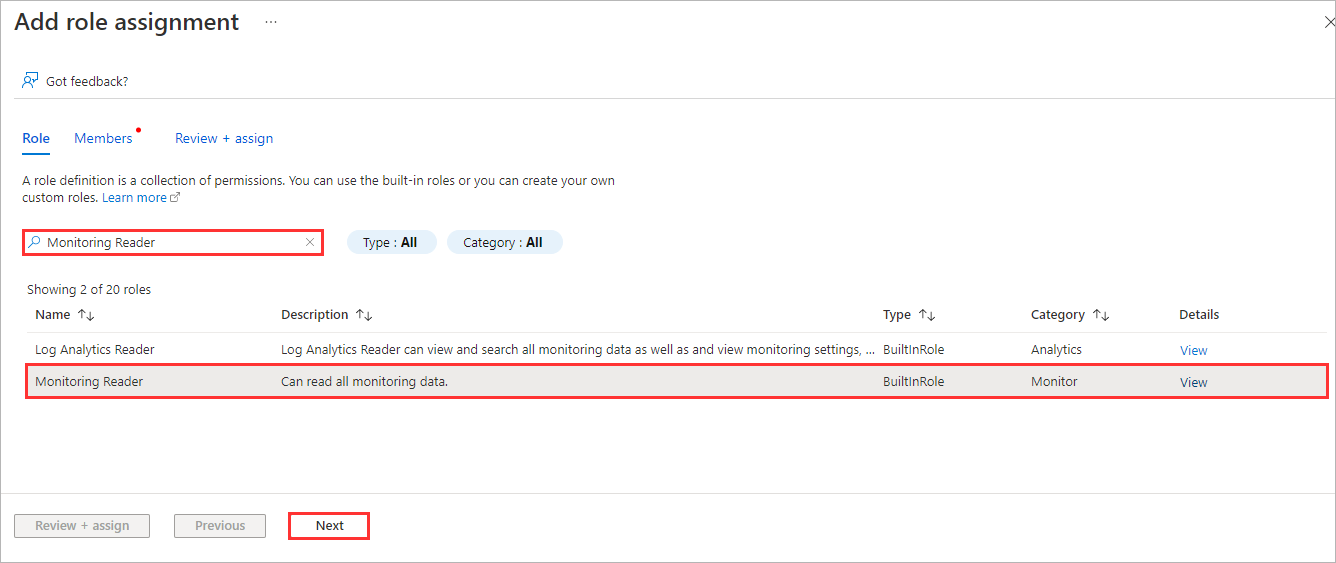 Add role assignment ...
Got feedback?
Role Members Review + assign
A role definition is a collection of permissions. You can use the built-in roles or you can create your own
custom roles. Learn more
Monitoring Reader Type : All Category : All
Showing 2 of 20 roles
Name Description Type Category Details
Log Analytics Reader Log Analytics Reader can view and search all monitoring data as well as and view monitoring settings, ... BuiltInRole Analytics View
Monitoring Reader Can read all monitoring data. BuiltInRole Monitor View
Review + assign Previous Next